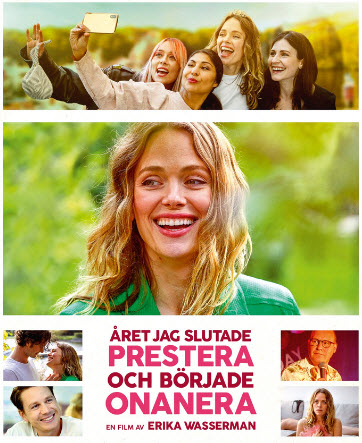 ÅRET JAG SLUTADE
PRESTERA
OCH BÖRJADE
ONANERA
EN FILM AV ERIKA WASSERMAN